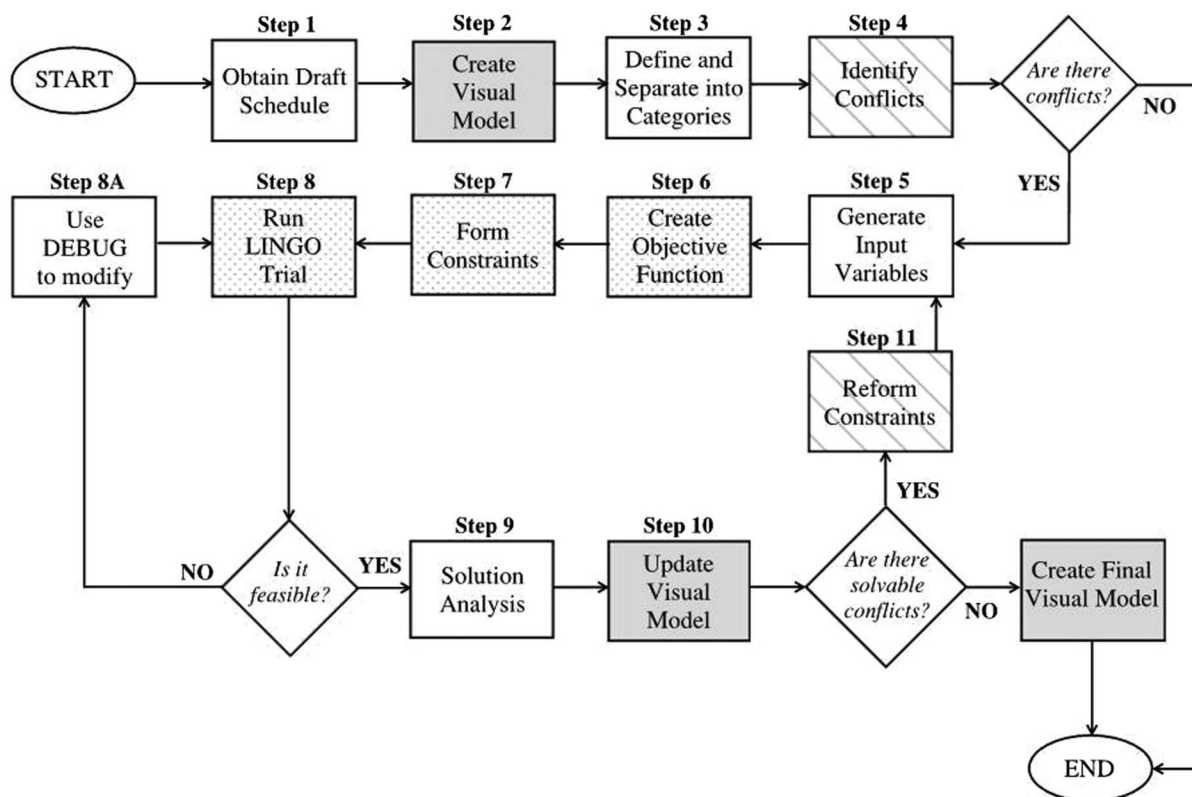 Step 1
Step 2
Step 3
Step 4
START
Obtain Draft
Schedule
Create
Visual
Model
Define and
Separate into
Categories
Identify
Conflicts
Are there
conflicts?
NO
YES
Step 8A
Step 8
Step 7
Step 6
Step 5
Use
DEBUG
to modify
Run
LINGO
Trial
Form
Constraints
Create
Objective
Function
Generate
Input
Variables
Step 11
Reform
Constraints
YES
Step 9
Step 10
NO
Is it
feasible?
YES
Solution
Analysis
Update
Visual
Model
Are there
solvable
conflicts?
NO
Create Final
Visual Model
END